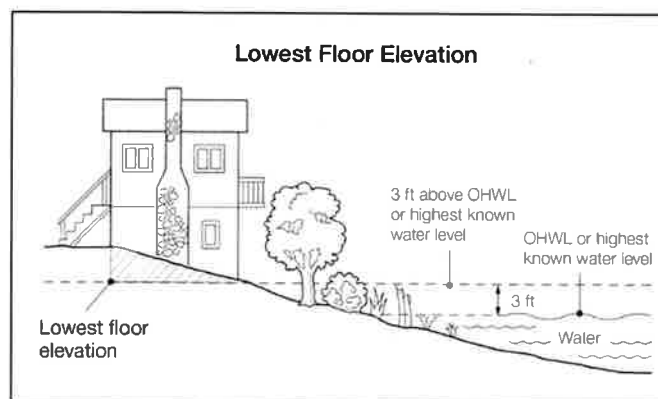 Lowest Floor Elevation
3 ft above OHWL
or highest known
water level
OHWL or highest
known water level
3 ft
Lowest floor
elevation
Water